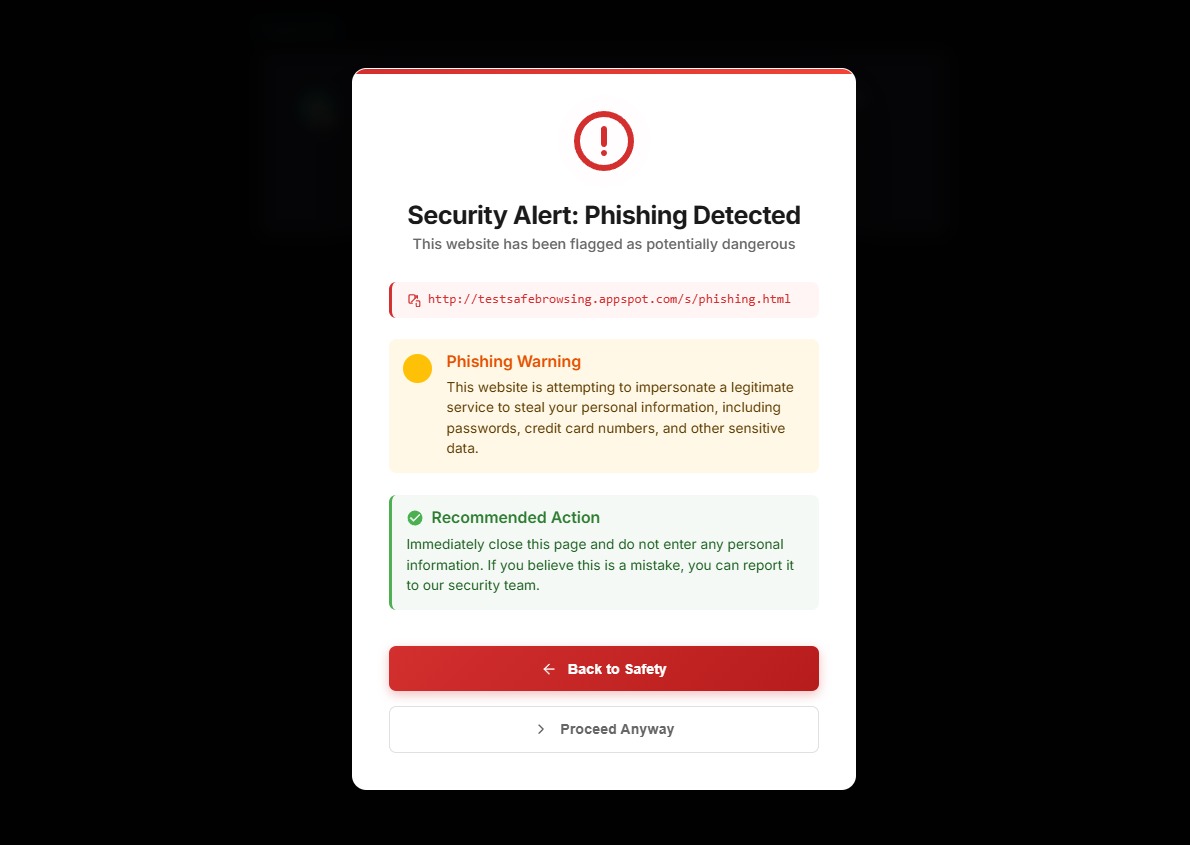 Security Alert: Phishing Detected
This website has been flagged as potentially dangerous
http://testsafebrowsing.appspot.com/s/phishing.html
Phishing Warning
This website is attempting to impersonate a legitimate
service to steal your personal information, including
passwords, credit card numbers, and other sensitive
data.
Recommended Action
Immediately close this page and do not enter any personal
information. If you believe this is a mistake, you can report it
to our security team.
Back to Safety
Proceed Anyway